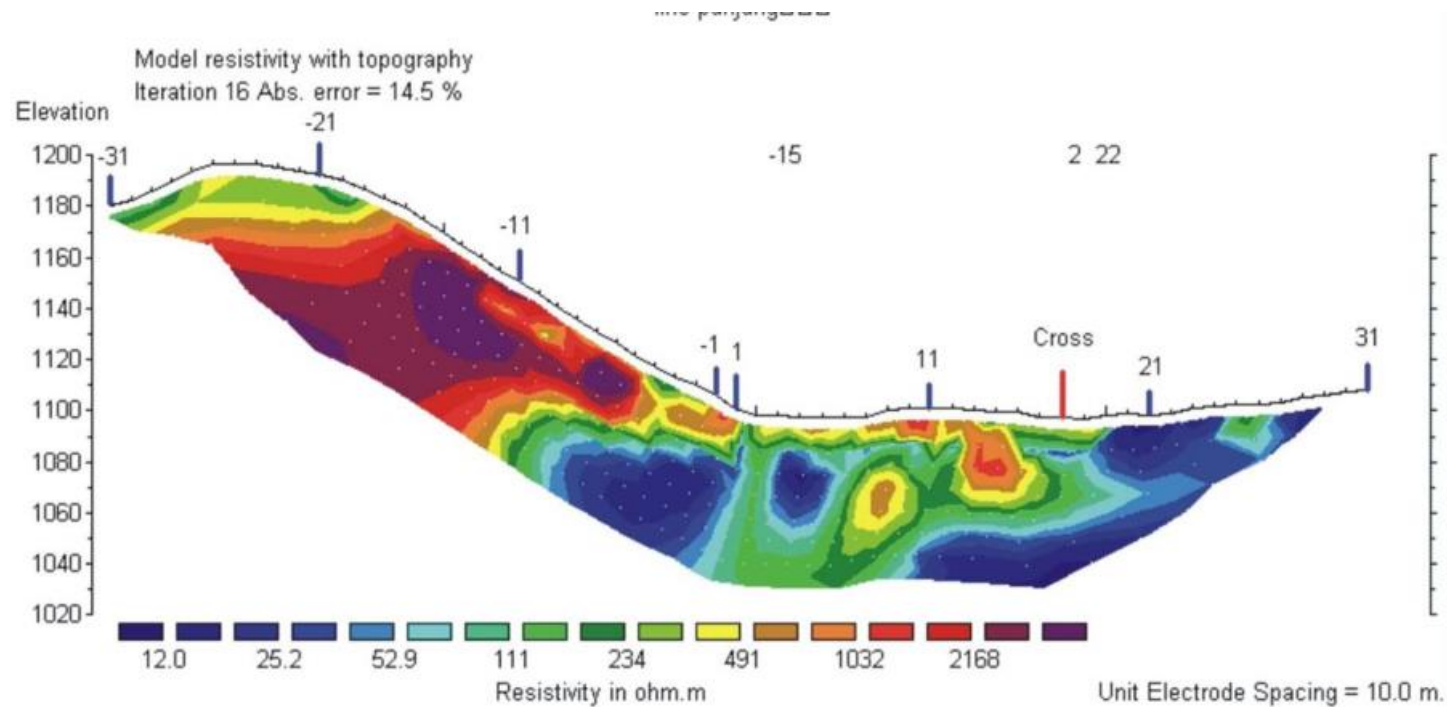 Model resistivity with topography
Iteration 16 Abs. error = 14.5 %
Elevation
-21
-15
2 22
1200
-31
1180
-11
1160
1140
Cross
31
1120
-1 1
11
21
1100
1080
1060
1040
1020
12.0 25.2 52.9 111 234 491 1032 2168
Resistivity in ohm.m
Unit Electrode Spacing = 10.0 m.